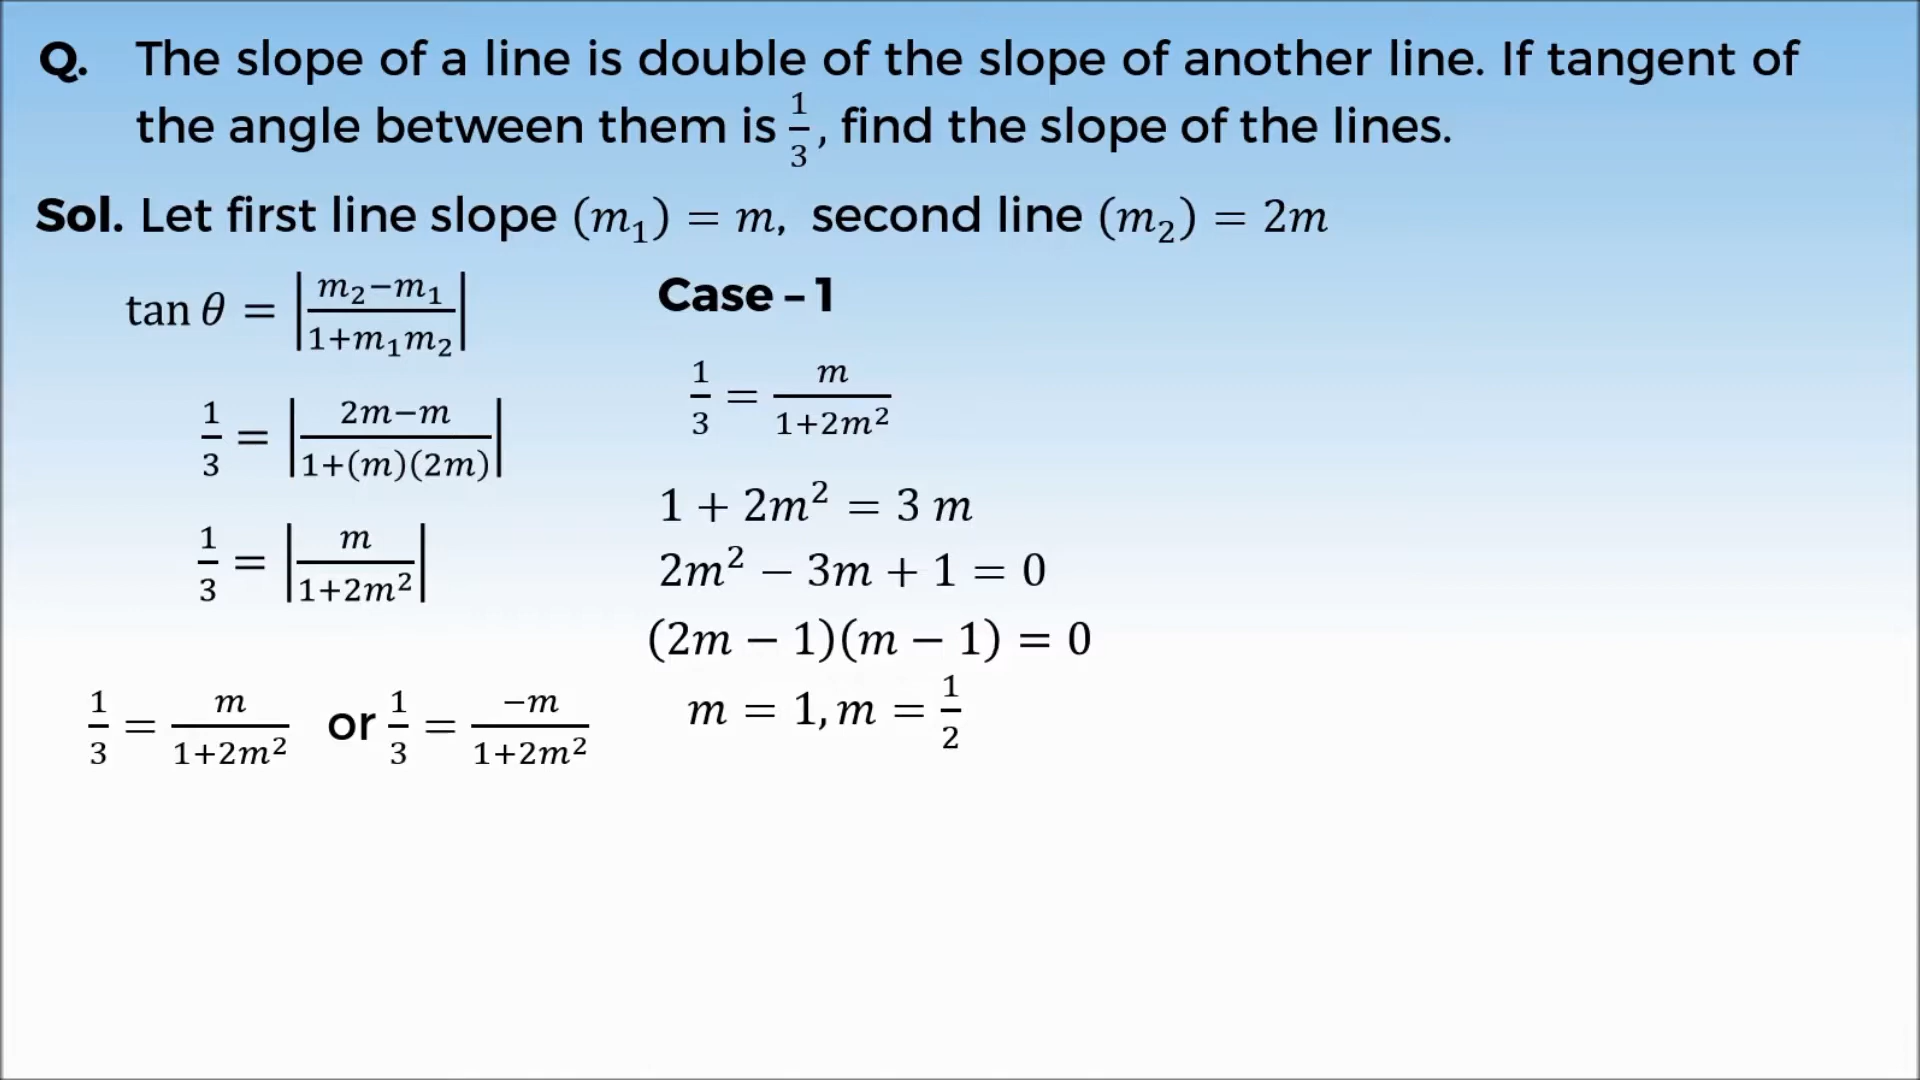 Q. The slope of a line is double of the slope of another line. If tangent of
the angle between them is 1/3, find the slope of the lines.
Sol. Let first line slope (m₁) = m, second line (m₂) = 2m
tan θ = |m₂−m₁ / 1+m₁m₂|
1/3 = |2m−m / 1+(m)(2m)|
1/3 = |m / 1+2m²|
1/3 = m / 1+2m² or 1/3 = −m / 1+2m²
Case – 1
1/3 = m / 1+2m²
1 + 2m² = 3 m
2m² − 3m + 1 = 0
(2m − 1)(m − 1) = 0
m = 1, m = 1/2